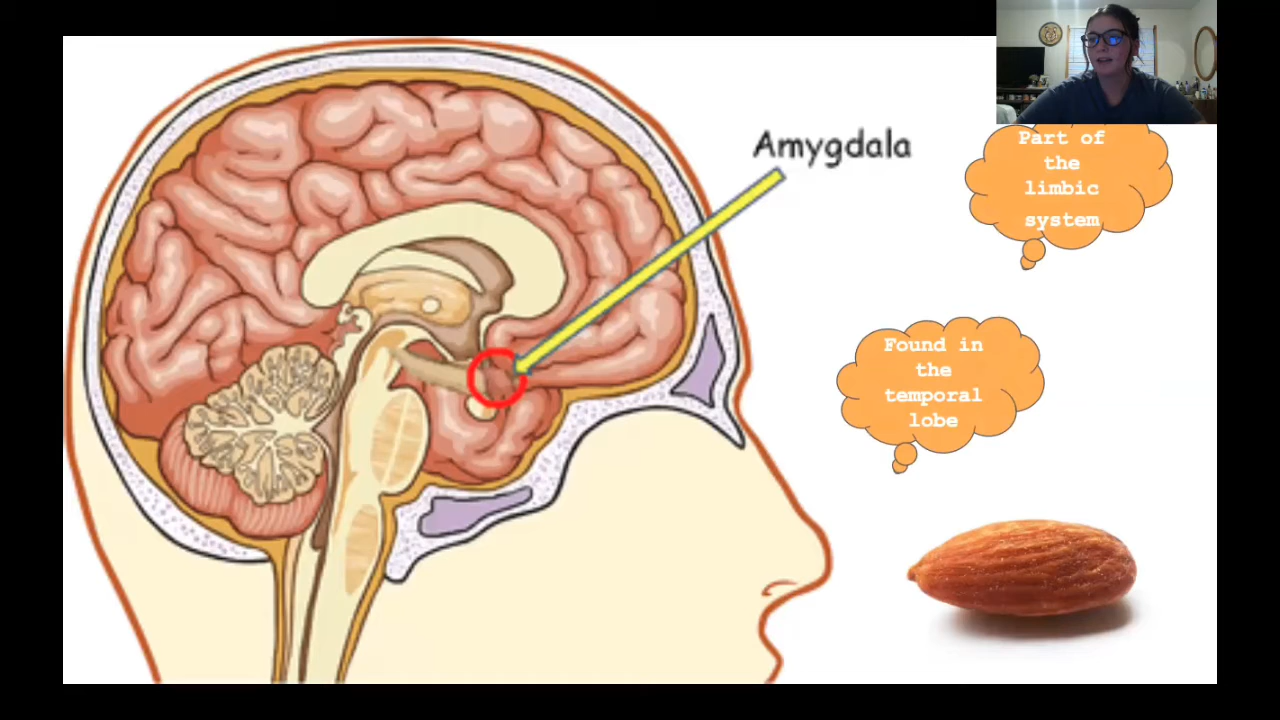 Amygdala
Part of
the
limbic
system
Found in
the
temporal
lobe